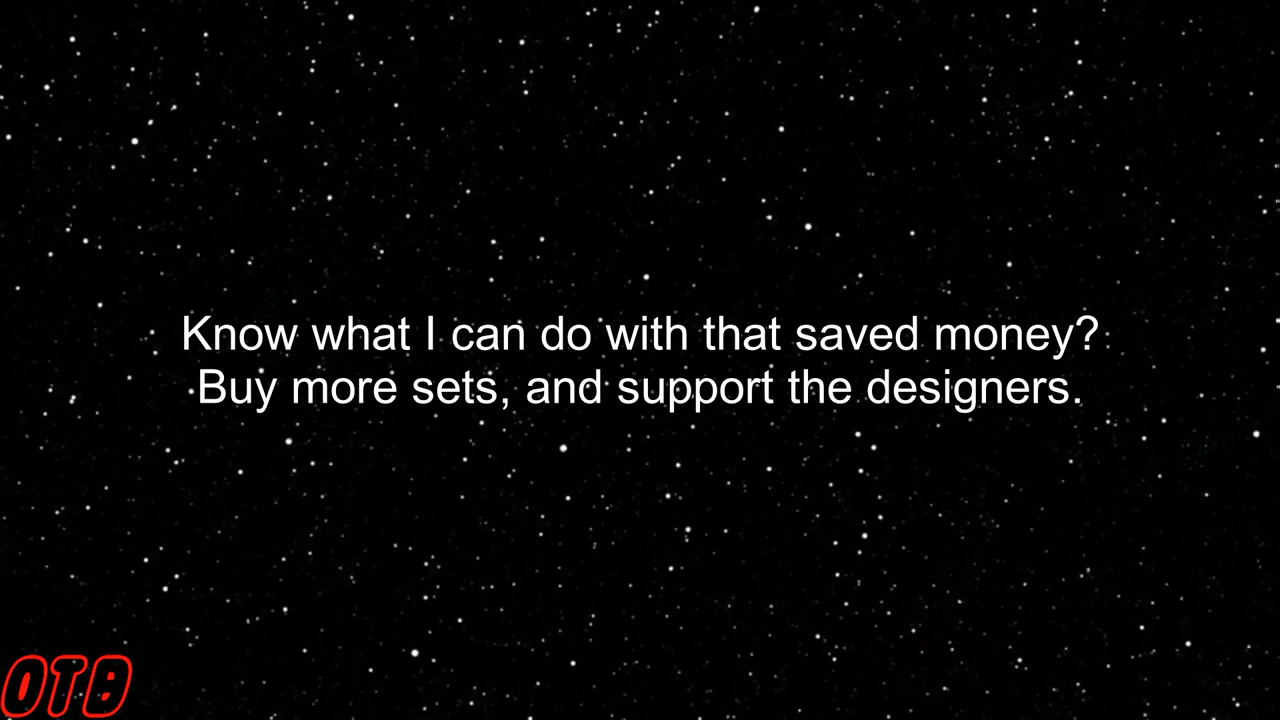 Know what I can do with that saved money?
Buy more sets, and support the designers.
OTB